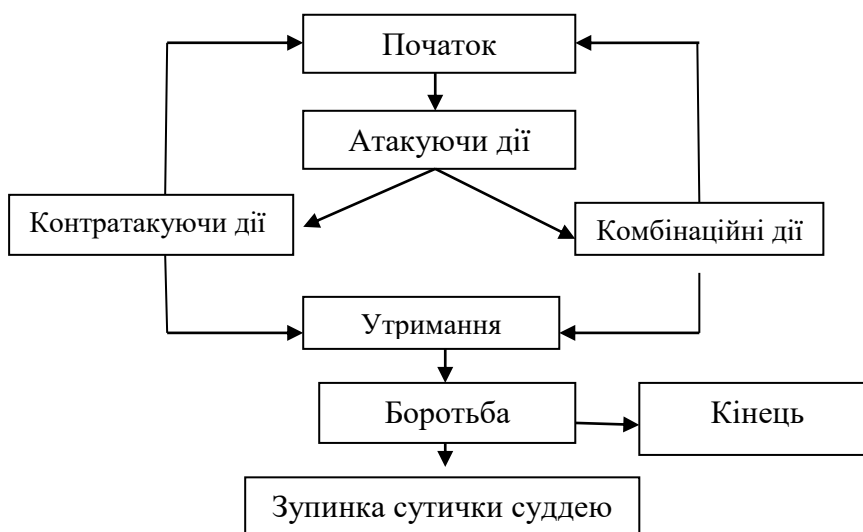 Початок
Атакуючи дії
Контратакуючи дії
Комбінаційні дії
Утримання
Боротьба
Кінець
Зупинка сутички суддею